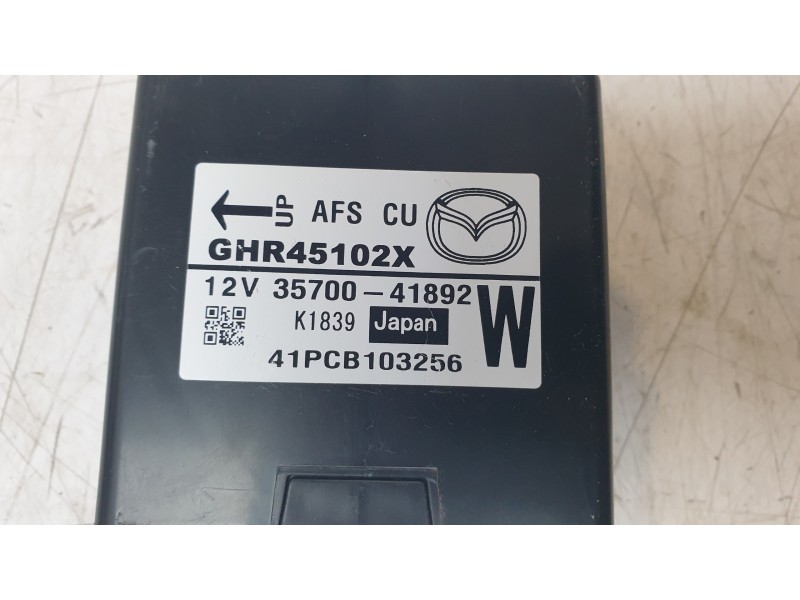 UP AFS CU
GHR45102X
12V 35700-41892
K1839 Japan W
41PCB103256